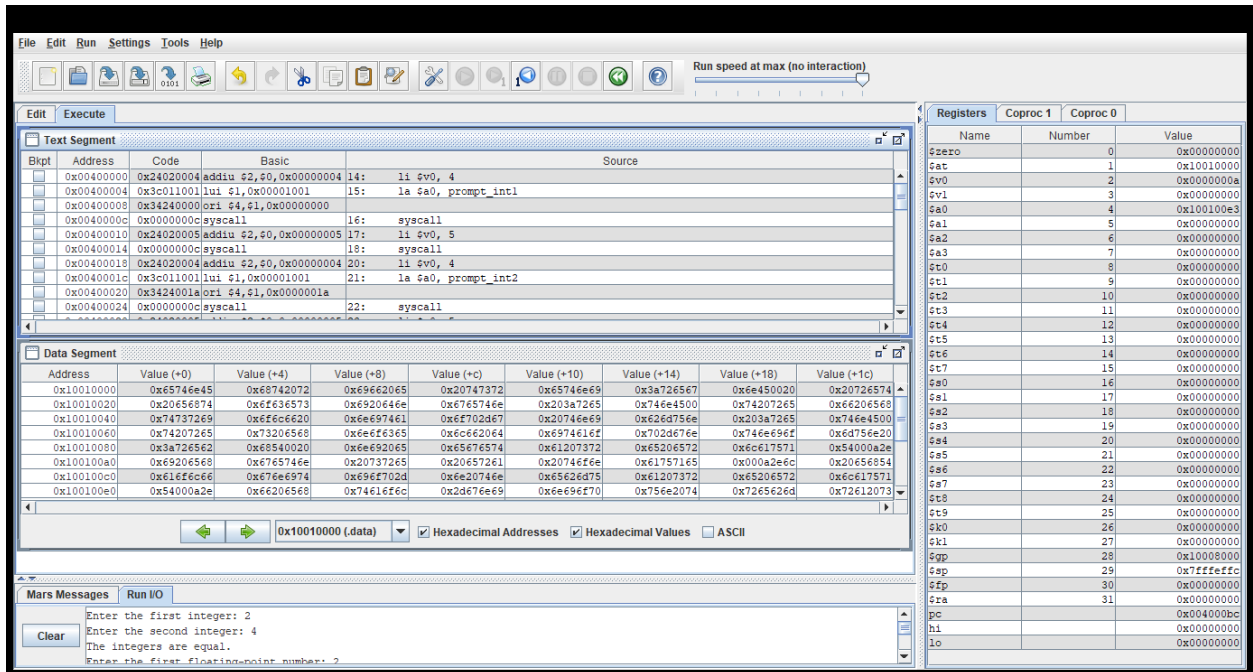 File Edit Run Settings Tools Help
Run speed at max (no interaction)
Edit Execute
Text Segment
Bkpt Address Code Basic Source
0x00400000 0x24020004 addiu $2,$0,0x00000004 14: li $v0, 4
0x00400004 0x3c011001 lui $1,0x00001001 15: la $a0, prompt_int1
0x00400008 0x34240000 ori $4,$1,0x00000000
0x0040000c 0x0000000c syscall 16: syscall
0x00400010 0x24020005 addiu $2,$0,0x00000005 17: li $v0, 5
0x00400014 0x0000000c syscall 18: syscall
0x00400018 0x24020004 addiu $2,$0,0x00000004 20: li $v0, 4
0x0040001c 0x3c011001 lui $1,0x00001001 21: la $a0, prompt_int2
0x00400020 0x3424001a ori $4,$1,0x0000001a
0x00400024 0x0000000c syscall 22: syscall
Data Segment
Address Value (+0) Value (+4) Value (+8) Value (+c) Value (+10) Value (+14) Value (+18) Value (+1c)
0x10010000 0x65746e45 0x68742072 0x69662065 0x20747372 0x65746e69 0x3a726567 0x6e450020 0x20726574
0x10010020 0x20656874 0x6f636573 0x6920646e 0x6765746e 0x203a7265 0x746e4500 0x74207265 0x66206568
0x10010040 0x74737269 0x6f6c6620 0x6e697461 0x6f702d67 0x20746e69 0x626d756e 0x203a7265 0x746e4500
0x10010060 0x74207265 0x73206568 0x6e6f6365 0x6c662064 0x6974616f 0x702d676e 0x746e696f 0x6d756e20
0x10010080 0x3a726562 0x68540020 0x6e692065 0x65676574 0x61207372 0x65206572 0x6c617571 0x54000a2e
0x100100a0 0x69206568 0x6765746e 0x20737265 0x20657261 0x20746f6e 0x61757165 0x000a2e6c 0x20656854
0x100100c0 0x616f6c66 0x676e6974 0x696f702d 0x6e20746e 0x65626d75 0x61207372 0x65206572 0x6c617571
0x100100e0 0x54000a2e 0x66206568 0x74616f6c 0x2d676e69 0x6e696f70 0x756e2074 0x7265626d 0x72612073
0x10010000 (.data) Hexadecimal Addresses Hexadecimal Values ASCII
Mars Messages Run I/O
Clear
Enter the first integer: 2
Enter the second integer: 4
The integers are equal.
Enter the first floating-point number: 2
Registers Coproc 1 Coproc 0
Name Number Value
$zero 0 0x00000000
$at 1 0x10010000
$v0 2 0x0000000a
$v1 3 0x00000000
$a0 4 0x100100e3
$a1 5 0x00000000
$a2 6 0x00000000
$a3 7 0x00000000
$t0 8 0x00000000
$t1 9 0x00000000
$t2 10 0x00000000
$t3 11 0x00000000
$t4 12 0x00000000
$t5 13 0x00000000
$t6 14 0x00000000
$t7 15 0x00000000
$s0 16 0x00000000
$s1 17 0x00000000
$s2 18 0x00000000
$s3 19 0x00000000
$s4 20 0x00000000
$s5 21 0x00000000
$s6 22 0x00000000
$s7 23 0x00000000
$t8 24 0x00000000
$t9 25 0x00000000
$k0 26 0x00000000
$k1 27 0x00000000
$gp 28 0x10008000
$sp 29 0x7fffeffc
$fp 30 0x00000000
$ra 31 0x00000000
pc 0x004000bc
hi 0x00000000
lo 0x00000000